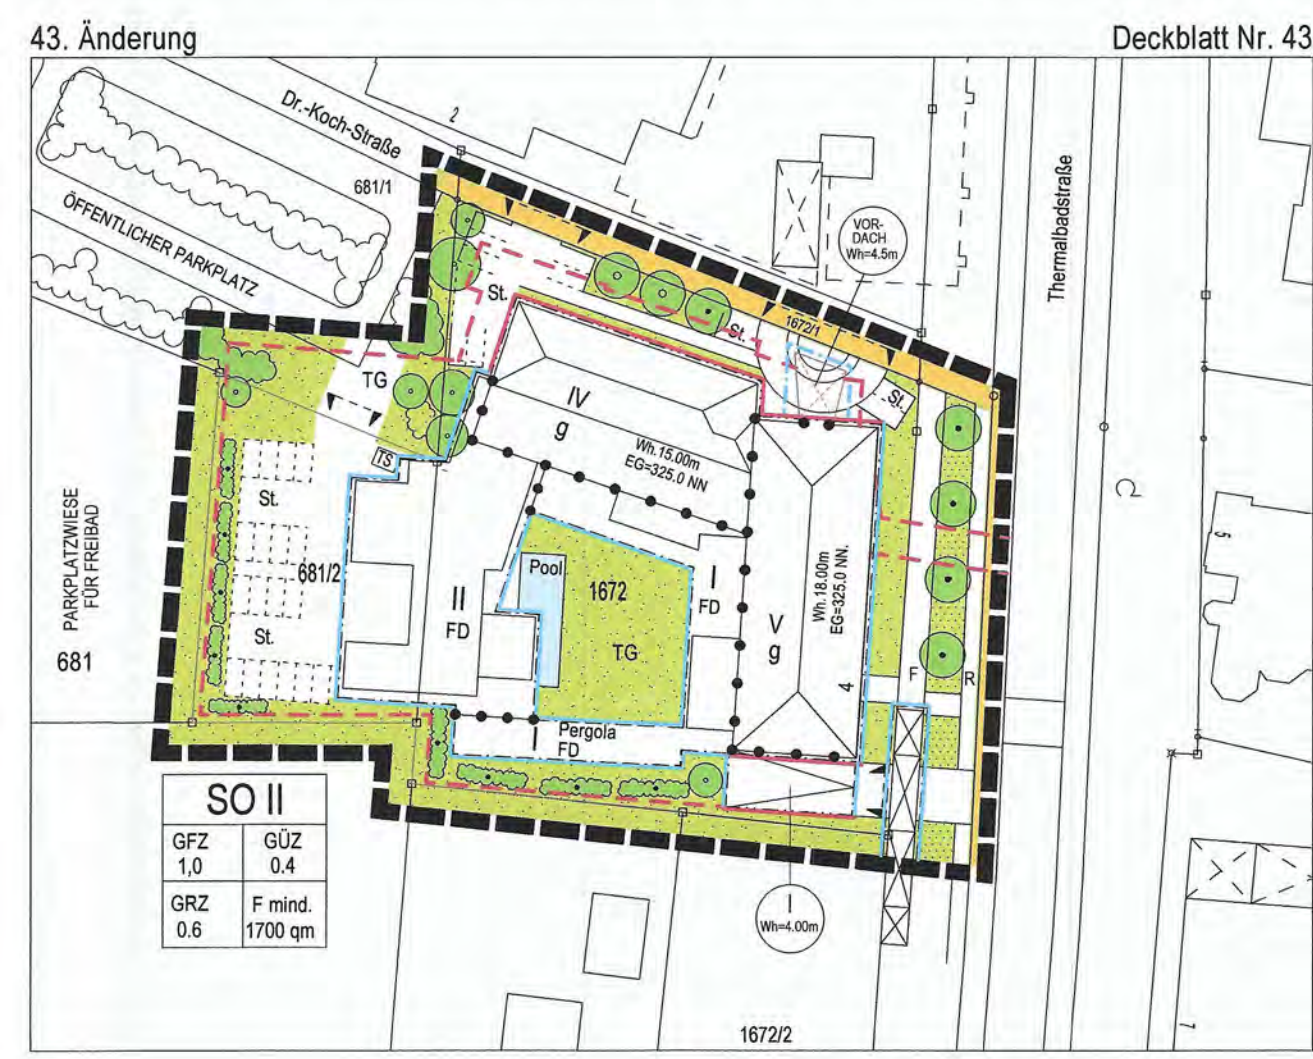 43. Änderung
Deckblatt Nr. 43
Dr.-Koch-Straße
2
681/1
ÖFFENTLICHER PARKPLATZ
Thermalbadstraße
VOR-
DACH
Wh=4.5m
St.
St.
1672/1
St.
TG
IV
g
Wh.15.00m
EG=325.0 NN
TS
St.
681/2
St.
PARKPLATZWIESE
FÜR FREIBAD
681
II
FD
Pool
1672
TG
I
FD
V
g
Wh.18.00m
EG=325.0 NN.
4
F
R
5
Pergola
I
FD
SO II
GFZ
1,0
GÜZ
0.4
GRZ
0.6
F mind.
1700 qm
I
Wh=4.00m
1672/2
7